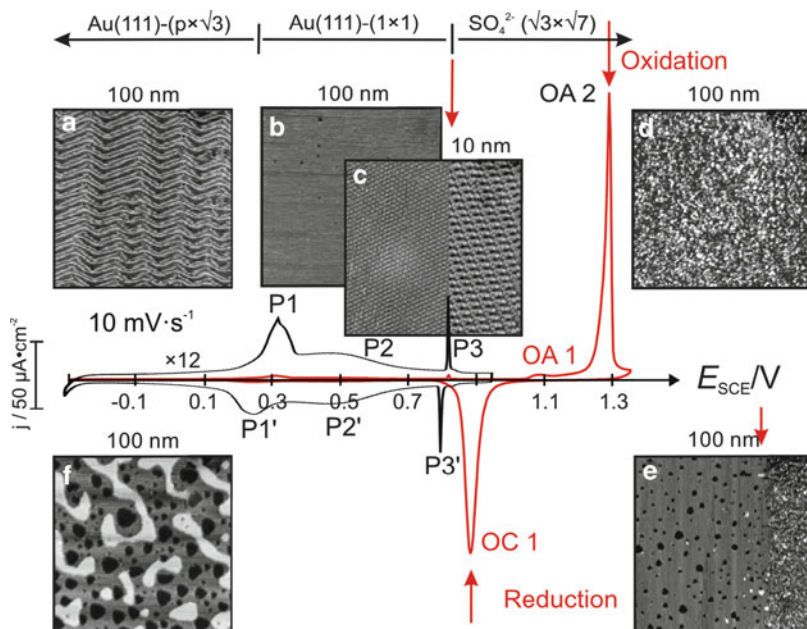 Au(111)-(p×√3) Au(111)-(1×1) SO₄²⁻ (√3×√7)
Oxidation
100 nm 100 nm OA 2 100 nm
a b d
10 nm
c
10 mV·s⁻¹ P1
×12 P2 P3 OA 1
j / 50 µA•cm⁻²
E_SCE/V
-0.1 0.1 0.3 0.5 0.7 1.1 1.3
P1' P2'
100 nm P3' 100 nm
f e
OC 1
Reduction